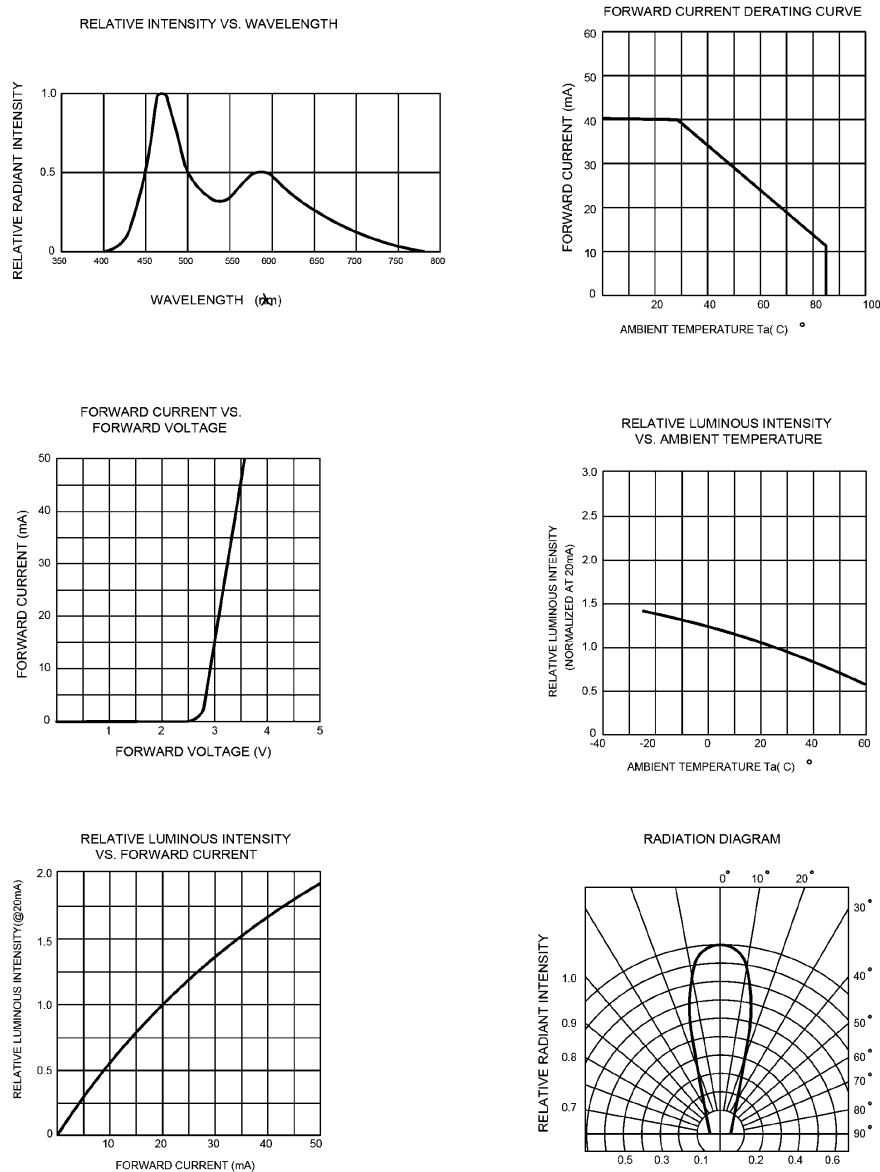 RELATIVE INTENSITY VS. WAVELENGTH
RELATIVE RADIANT INTENSITY
1.0
0.5
0
350 400 450 500 550 600 650 700 750 800
WAVELENGTH
FORWARD CURRENT DERATING CURVE
FORWARD CURRENT (mA)
60
50
40
30
20
10
0
20 40 60 80 100
AMBIENT TEMPERATURE Ta( C) °
FORWARD CURRENT VS.
FORWARD VOLTAGE
FORWARD CURRENT (mA)
50
40
30
20
10
0
1 2 3 4 5
FORWARD VOLTAGE (V)
RELATIVE LUMINOUS INTENSITY
VS. AMBIENT TEMPERATURE
RELATIVE LUMINOUS INTENSITY
(NORMALIZED AT 20mA)
3.0
2.5
2.0
1.5
1.0
0.5
0
-40 -20 0 20 40 60
AMBIENT TEMPERATURE Ta( C) °
RELATIVE LUMINOUS INTENSITY
VS. FORWARD CURRENT
RELATIVE LUMINOUS INTENSITY(@20mA)
2.0
1.5
1.0
0.5
0
10 20 30 40 50
FORWARD CURRENT (mA)
RADIATION DIAGRAM
RELATIVE RADIANT INTENSITY
0° 10° 20°
30°
40°
50°
60°
70°
80°
90°
1.0
0.9
0.8
0.7
0.5 0.3 0.1 0.2 0.4 0.6